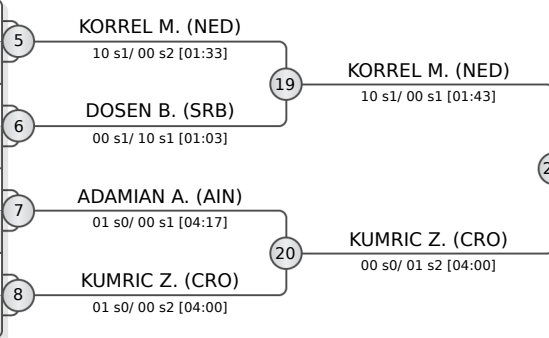 KORREL M. (NED)
5
10 s1/ 00 s2 [01:33]
19
KORREL M. (NED)
10 s1/ 00 s1 [01:43]
DOSEN B. (SRB)
6
00 s1/ 10 s1 [01:03]
2
ADAMIAN A. (AIN)
7
01 s0/ 00 s1 [04:17]
20
KUMRIC Z. (CRO)
00 s0/ 01 s2 [04:00]
KUMRIC Z. (CRO)
8
01 s0/ 00 s2 [04:00]